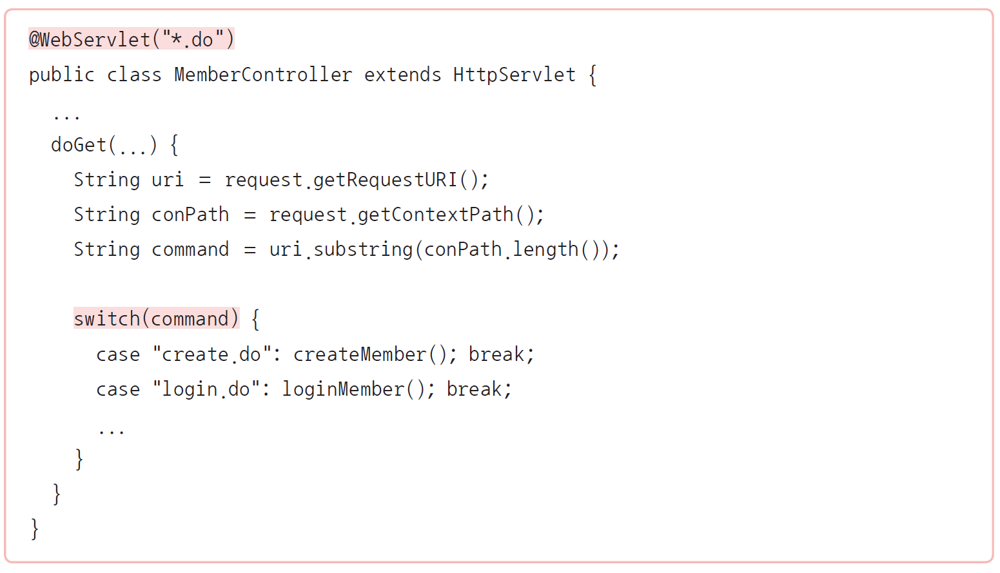 @WebServlet("*.do")
public class MemberController extends HttpServlet {
...
doGet(...) {
String uri = request.getRequestURI();
String conPath = request.getContextPath();
String command = uri.substring(conPath.length());
switch(command) {
case "create.do": createMember(); break;
case "login.do": loginMember(); break;
...
}
}
}